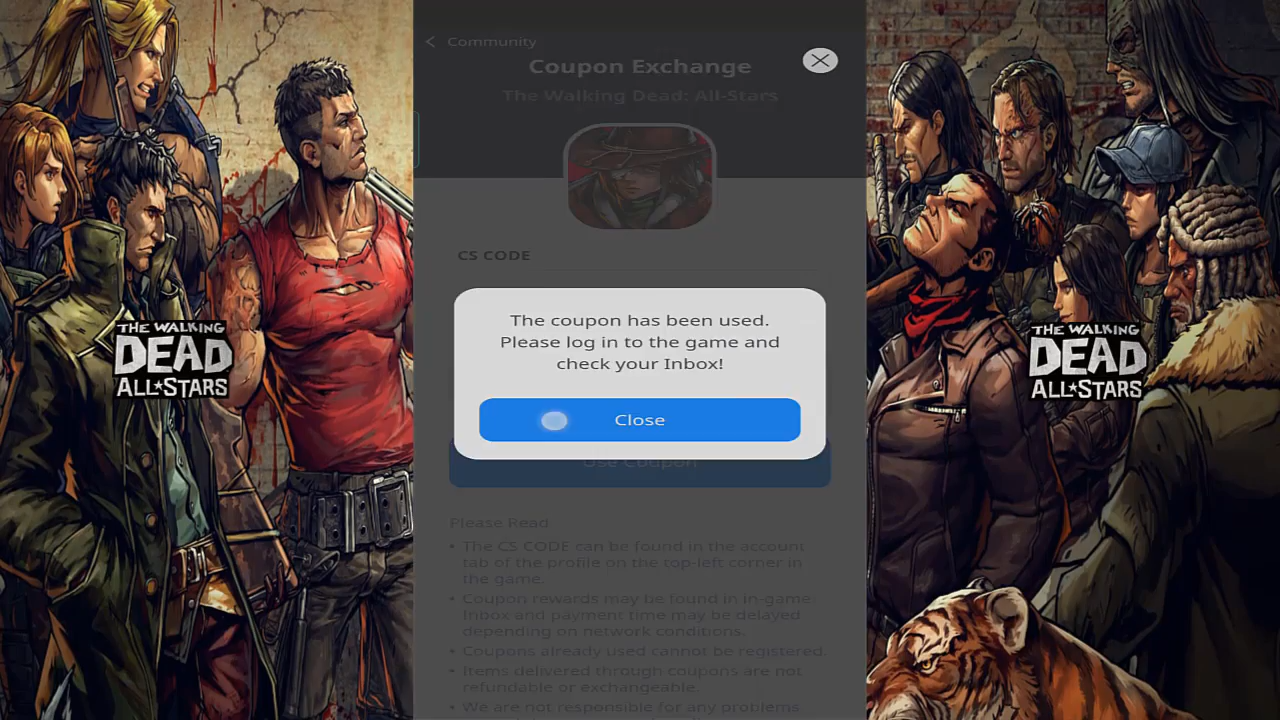 Community
Coupon Exchange
The Walking Dead: All-Stars
CS CODE
The coupon has been used.
Please log in to the game and
check your Inbox!
Close
Use Coupon
Please Read
• The CS CODE can be found in the account
tab of the profile on the top-left corner in
the game.
• Coupon rewards may be found in in-game
Inbox and payment time may be delayed
depending on network conditions.
• Coupons already used cannot be registered.
• Items delivered through coupons are not
refundable or exchangeable.
• We are not responsible for any problems
THE WALKING
DEAD
ALL★STARS
THE WALKING
DEAD
ALL★STARS